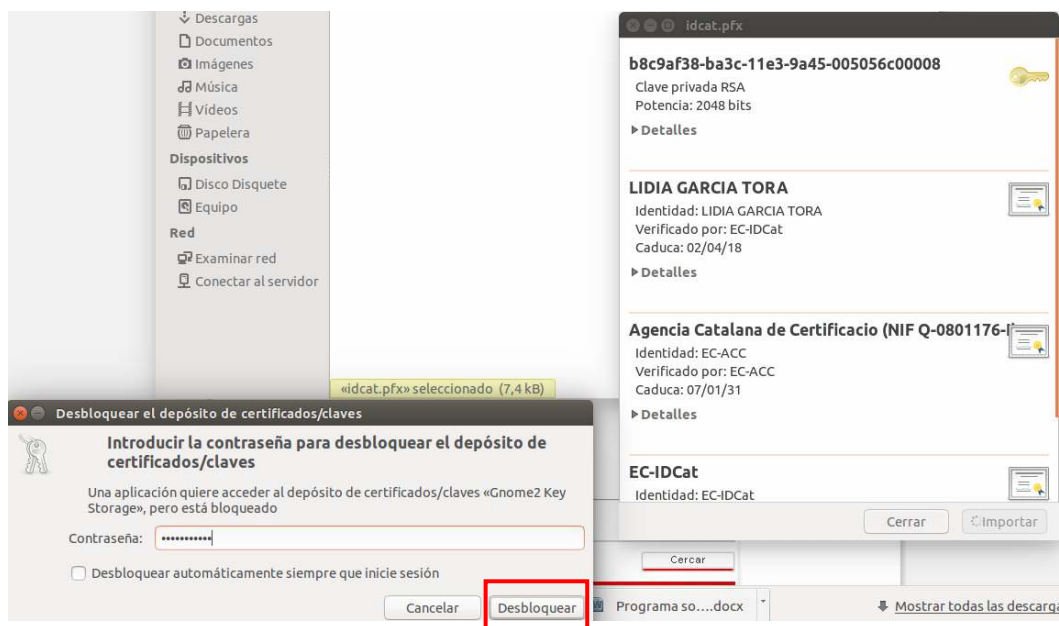 Descargas
Documentos
Imágenes
Música
Vídeos
Papelera
Dispositivos
Disco Disquete
Equipo
Red
Examinar red
Conectar al servidor
«idcat.pfx» seleccionado (7,4 kB)
idcat.pfx
b8c9af38-ba3c-11e3-9a45-005056c00008
Clave privada RSA
Potencia: 2048 bits
Detalles
LIDIA GARCIA TORA
Identidad: LIDIA GARCIA TORA
Verificado por: EC-IDCat
Caduca: 02/04/18
Detalles
Agencia Catalana de Certificacio (NIF Q-0801176-
Identidad: EC-ACC
Verificado por: EC-ACC
Caduca: 07/01/31
Detalles
EC-IDCat
Identidad: EC-IDCat
Cerrar Importar
Desbloquear el depósito de certificados/claves
Introducir la contraseña para desbloquear el depósito de
certificados/claves
Una aplicación quiere acceder al depósito de certificados/claves «Gnome2 Key
Storage», pero está bloqueado
Contraseña: •••••••••••
Desbloquear automáticamente siempre que inicie sesión
Cancelar Desbloquear
Cercar
Programa so....docx
Mostrar todas las descarga